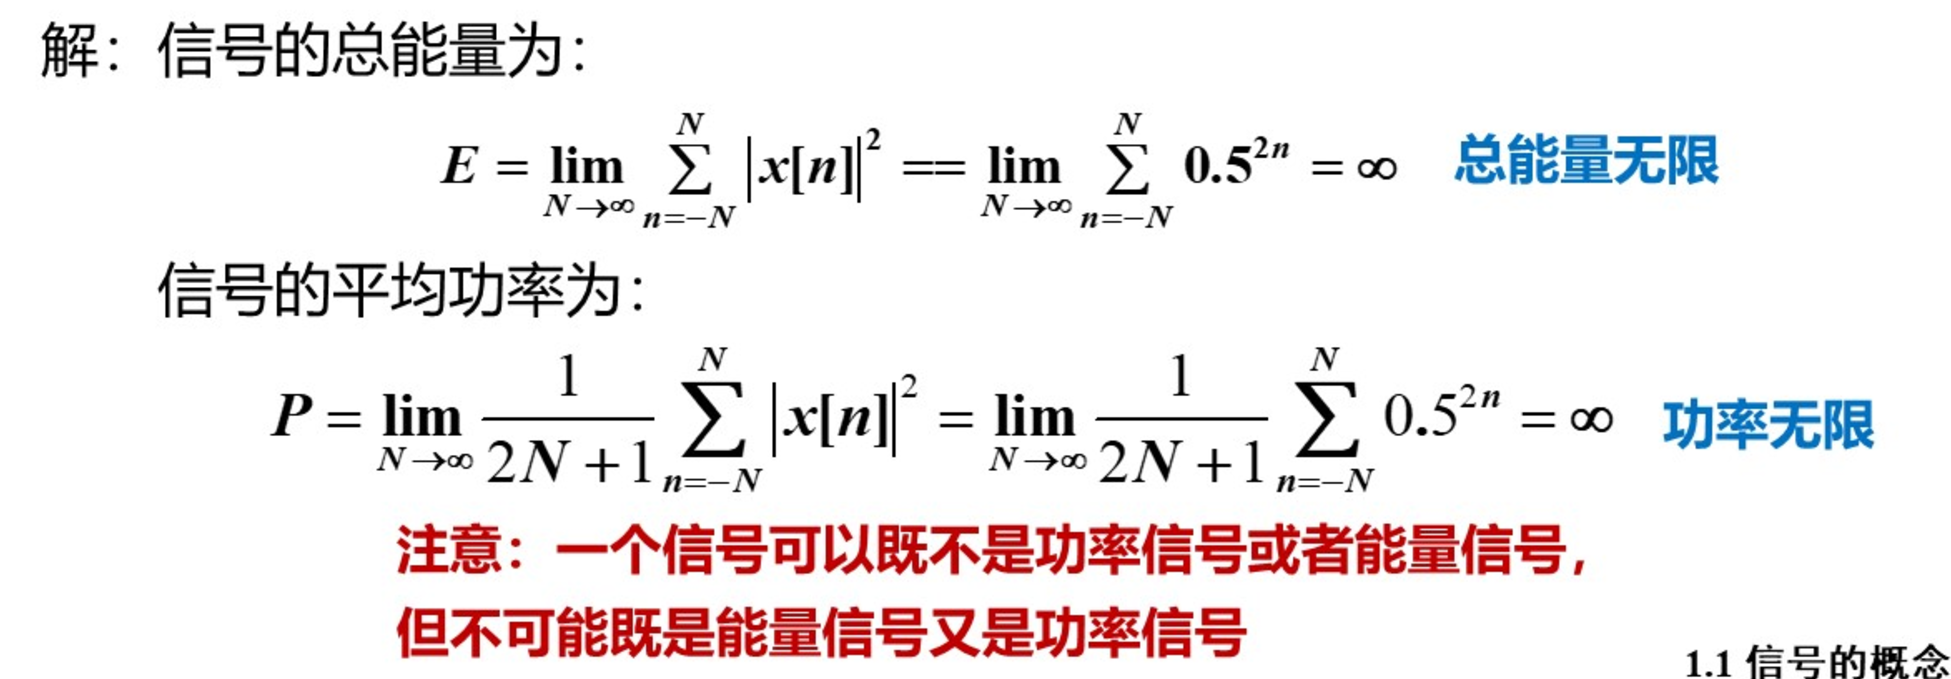 解：信号的总能量为：
E = lim_{N→∞} ∑_{n=−N}^{N} |x[n]|² == lim_{N→∞} ∑_{n=−N}^{N} 0.5^{2n} = ∞ 总能量无限
信号的平均功率为：
P = lim_{N→∞} \frac{1}{2N+1} ∑_{n=−N}^{N} |x[n]|² = lim_{N→∞} \frac{1}{2N+1} ∑_{n=−N}^{N} 0.5^{2n} = ∞ 功率无限
注意：一个信号可以既不是功率信号或者能量信号，
但不可能既是能量信号又是功率信号
1.1 信号的概念